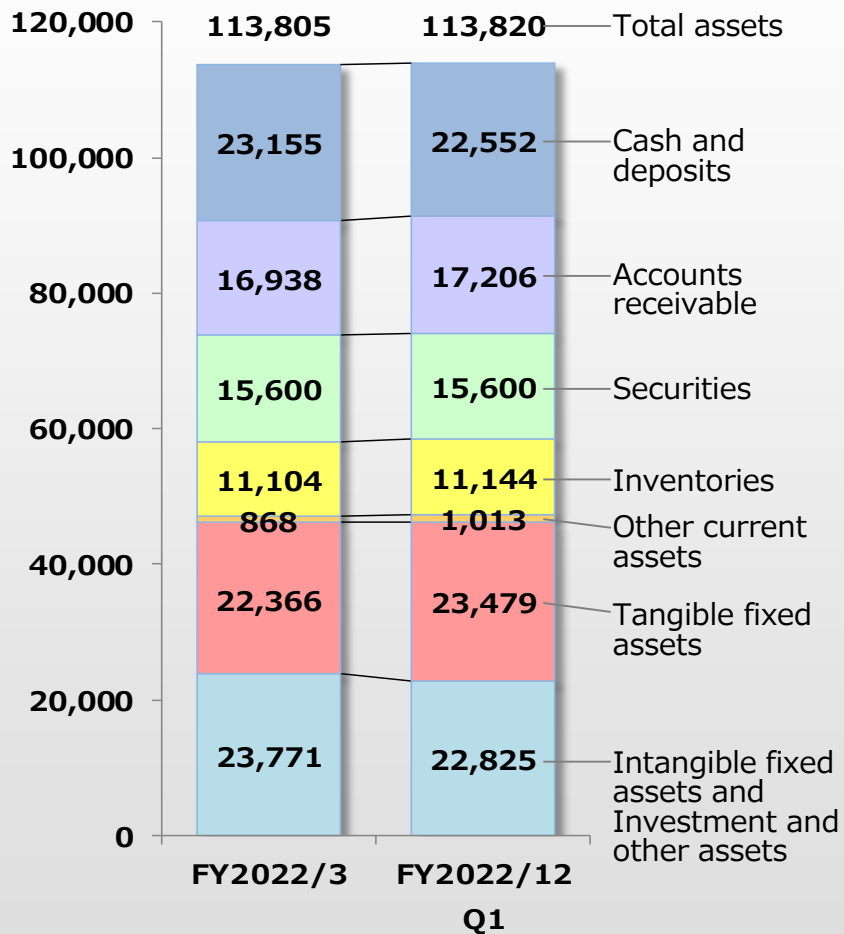 120,000
113,805
113,820
Total assets
23,155
22,552
Cash and
deposits
100,000
16,938
17,206
Accounts
receivable
80,000
15,600
15,600
Securities
60,000
11,104
11,144
Inventories
868
1,013
Other current
assets
40,000
22,366
23,479
Tangible fixed
assets
20,000
23,771
22,825
Intangible fixed
assets and
Investment and
other assets
0
FY2022/3
FY2022/12
Q1